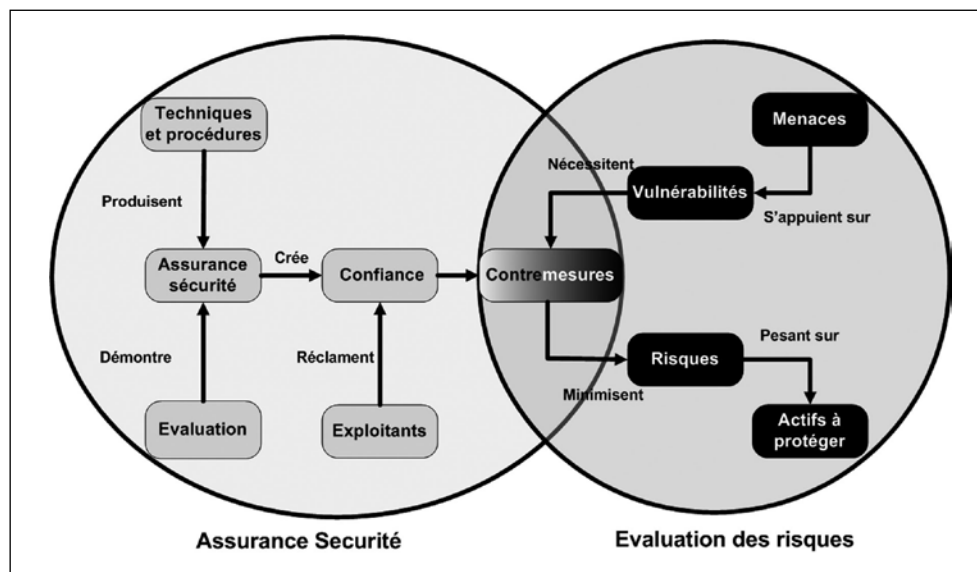 Techniques
et procédures
Menaces
Nécessitent
Vulnérabilités
Produisent
S'appuient sur
Assurance
sécurité
Crée
Confiance
Contremesures
Démontre
Réclament
Minimisent
Risques
Pesant sur
Evaluation
Exploitants
Actifs à
protéger
Assurance Securité
Evaluation des risques